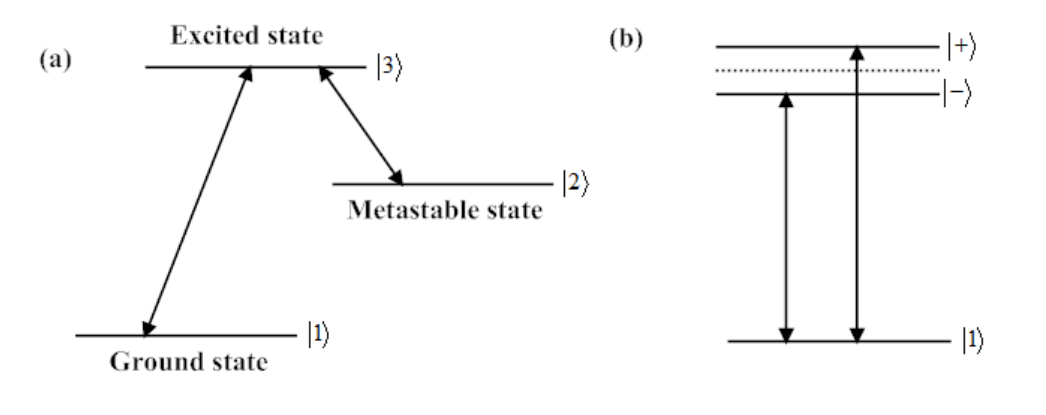 (a)
Excited state
|3⟩
|2⟩
Metastable state
|1⟩
Ground state
(b)
|+⟩
|−⟩
|1⟩